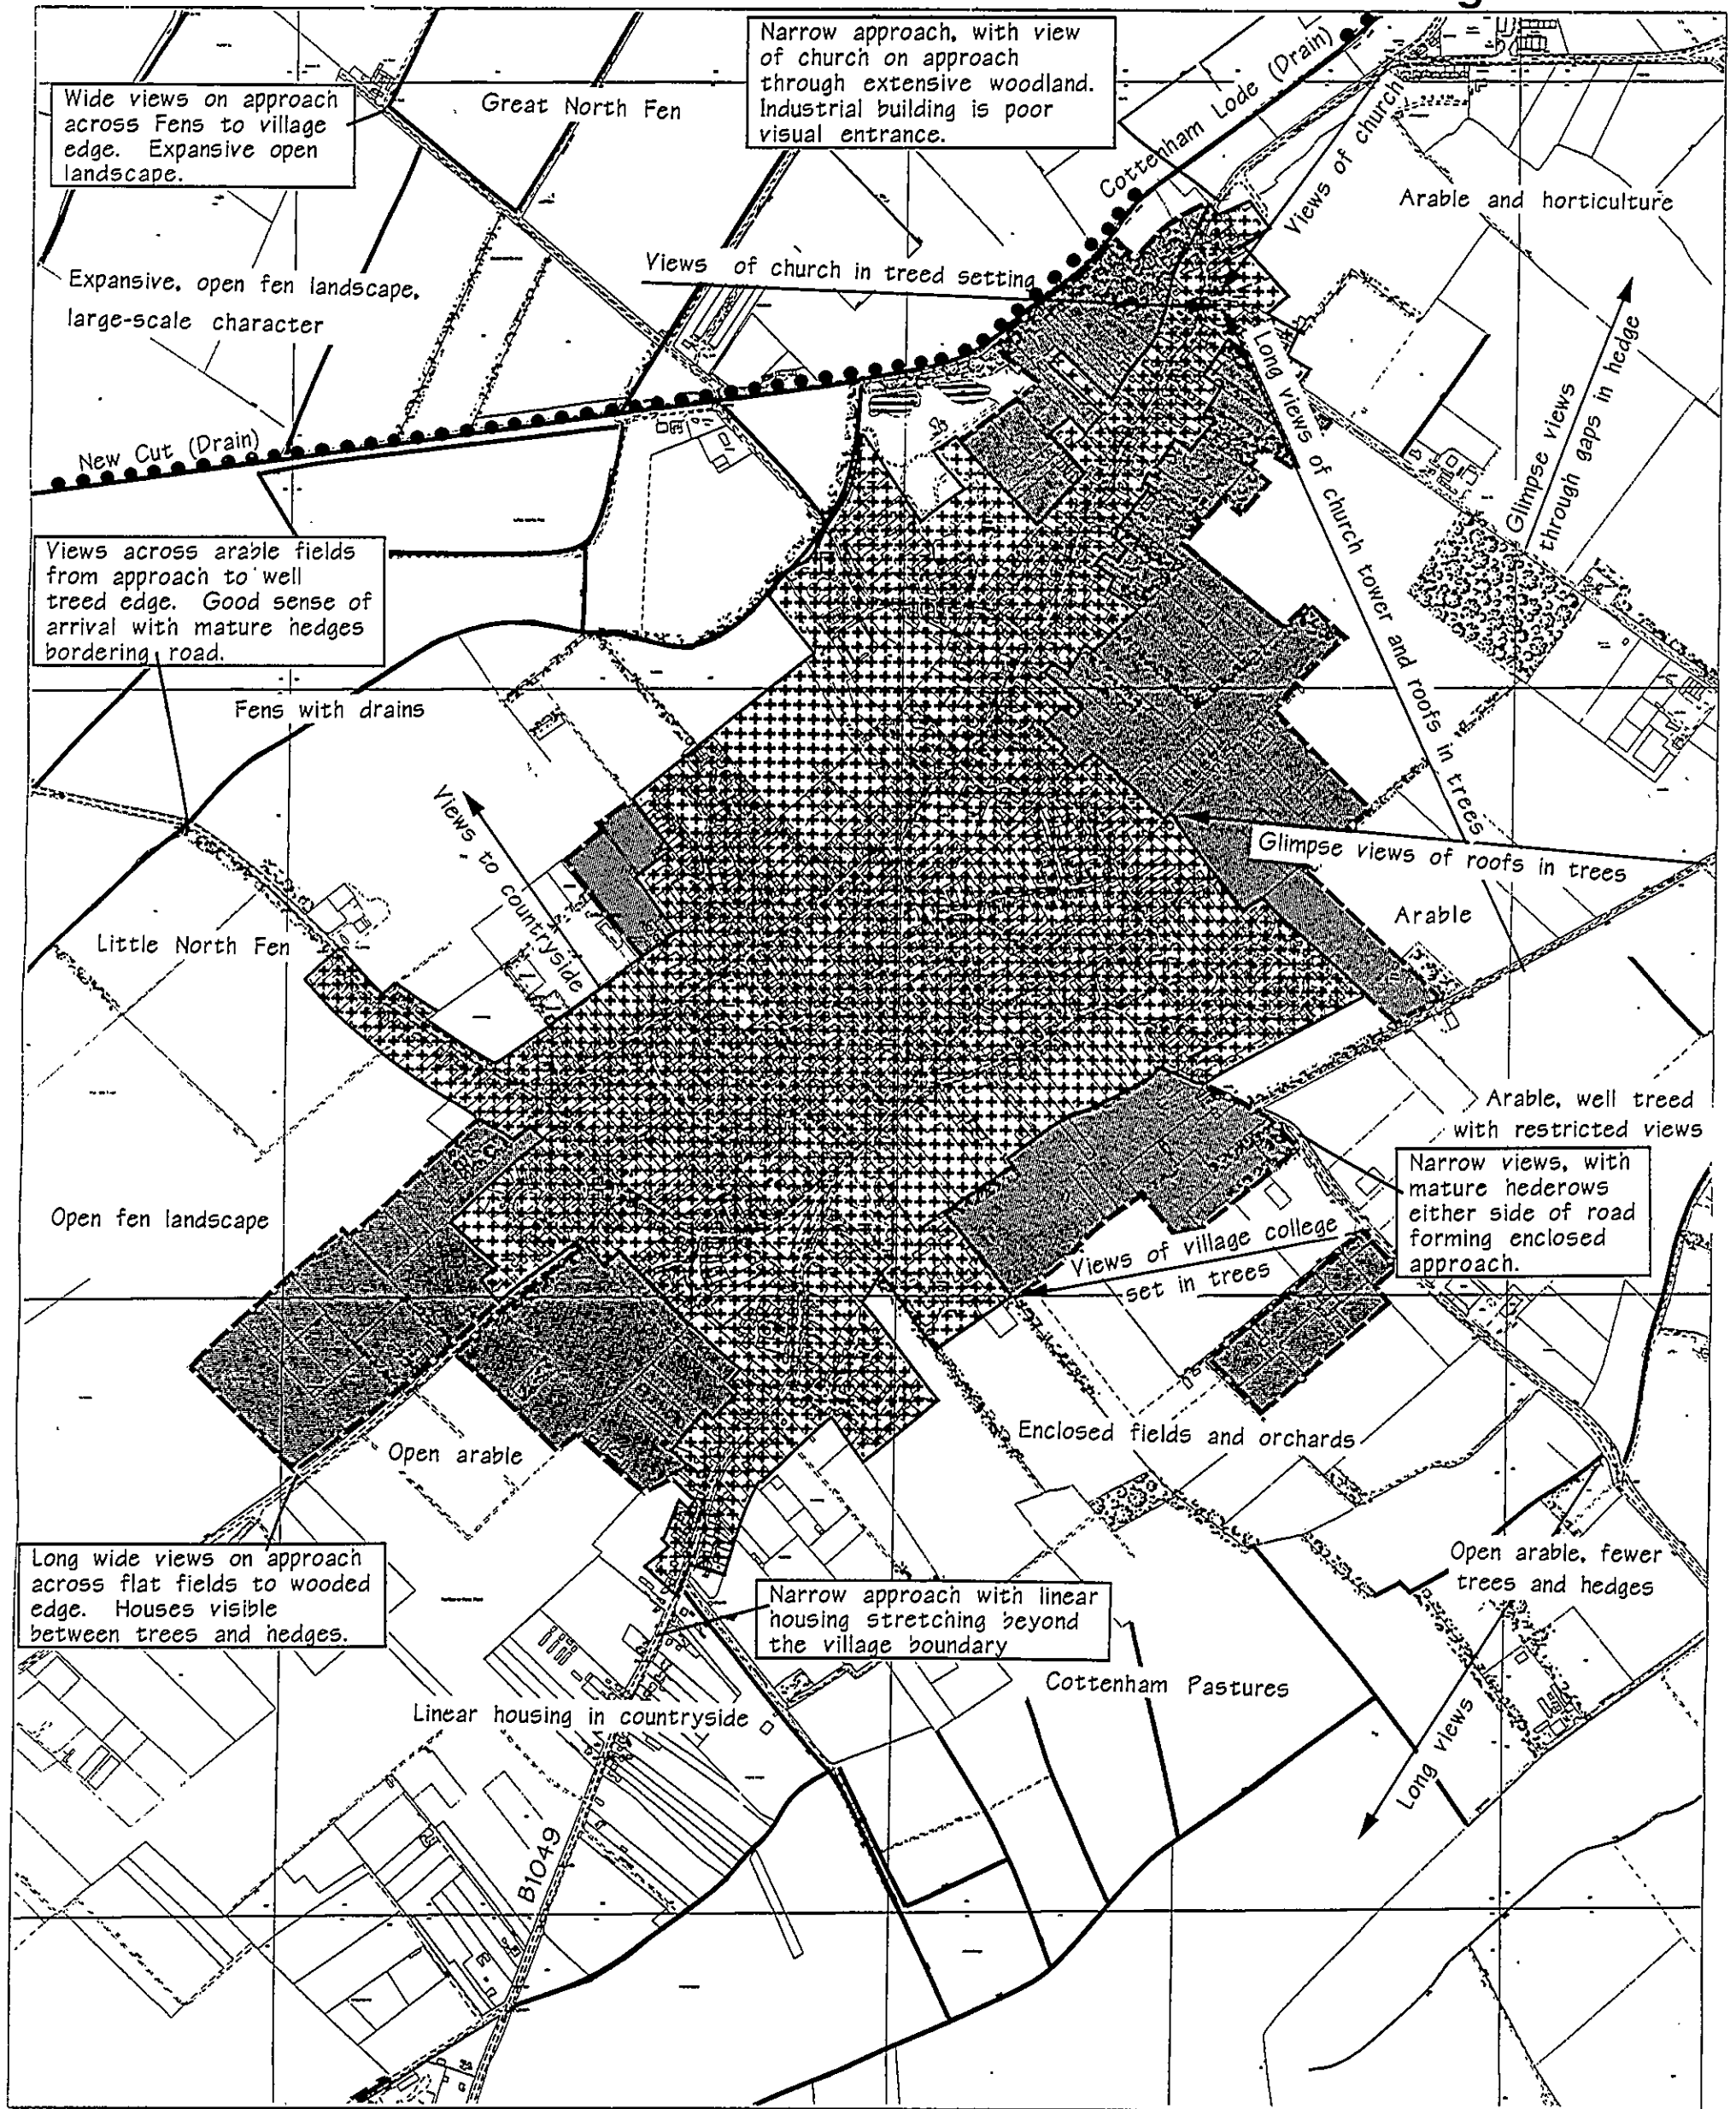 Narrow approach, with view
of church on approach
through extensive woodland.
Industrial building is poor
visual entrance.
Wide views on approach
across Fens to village
edge. Expansive open
landscape.
Great North Fen
Cottenham Lode (Drain)
Views of church
Arable and horticulture
Views of church in treed setting
Expansive, open fen landscape,
large-scale character
Glimpse views
through gaps in hedge
Long views of church tower and roofs in trees
New Cut (Drain)
Views across arable fields
from approach to well
treed edge. Good sense of
arrival with mature hedges
bordering road.
Fens with drains
Views to
countryside
Glimpse views of roofs in trees
Arable
Little North Fen
Arable, well treed
with restricted views
Narrow views, with
mature hederows
either side of road
forming enclosed
approach.
Open fen landscape
Views of village college
set in trees
Enclosed fields and orchards
Open arable
Long wide views on approach
across flat fields to wooded
edge. Houses visible
between trees and hedges.
Narrow approach with linear
housing stretching beyond
the village boundary
Open arable, fewer
trees and hedges
Cottenham Pastures
Linear housing in countryside
Long views
B1049